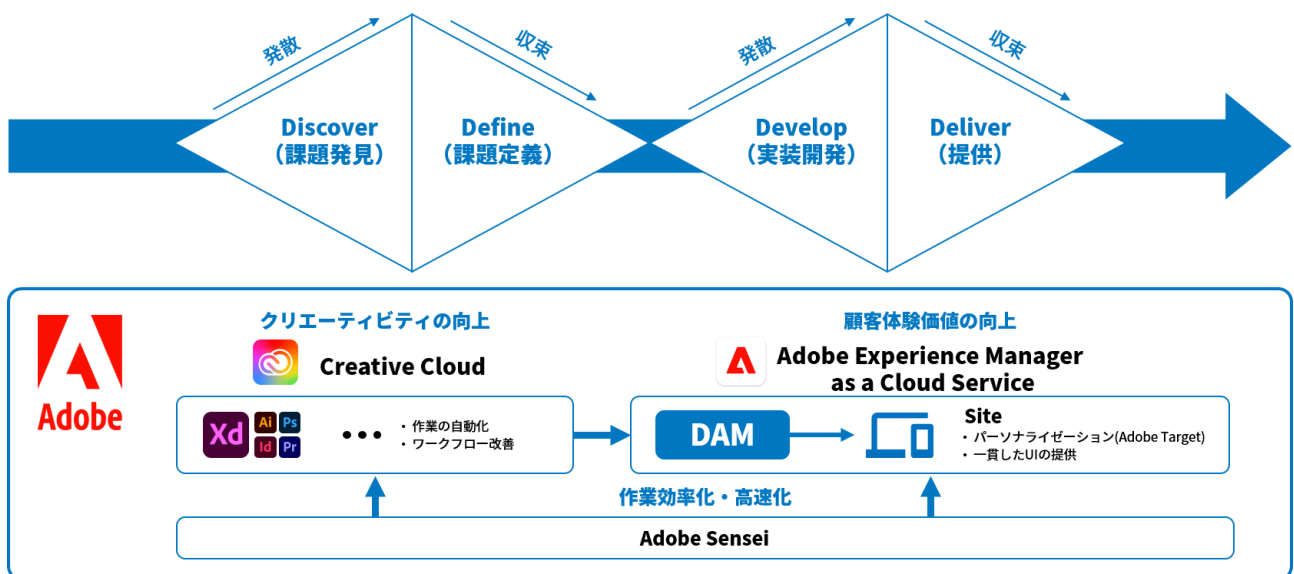 発散
収束
発散
収束
Discover
（課題発見）
Define
（課題定義）
Develop
（実装開発）
Deliver
（提供）
Adobe
クリエーティビティの向上
Creative Cloud
Xd
Ai
Ps
Id
Pr
•••
・作業の自動化
・ワークフロー改善
顧客体験価値の向上
Adobe Experience Manager
as a Cloud Service
DAM
Site
・パーソナライゼーション(Adobe Target)
・一貫したUIの提供
作業効率化・高速化
Adobe Sensei